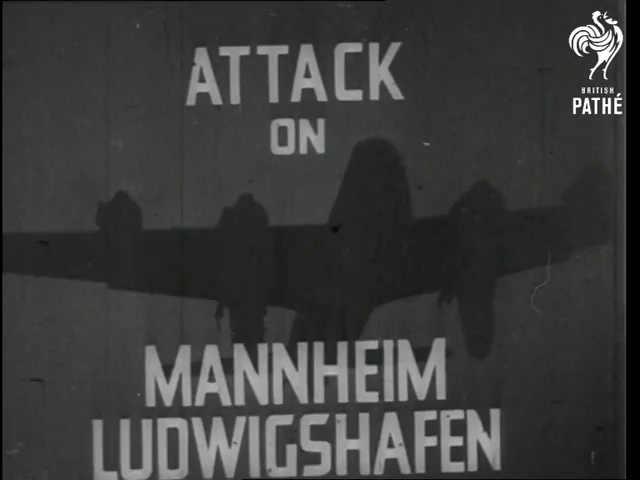 ATTACK
ON
MANNHEIM
LUDWIGSHAFEN
BRITISH
PATHÉ